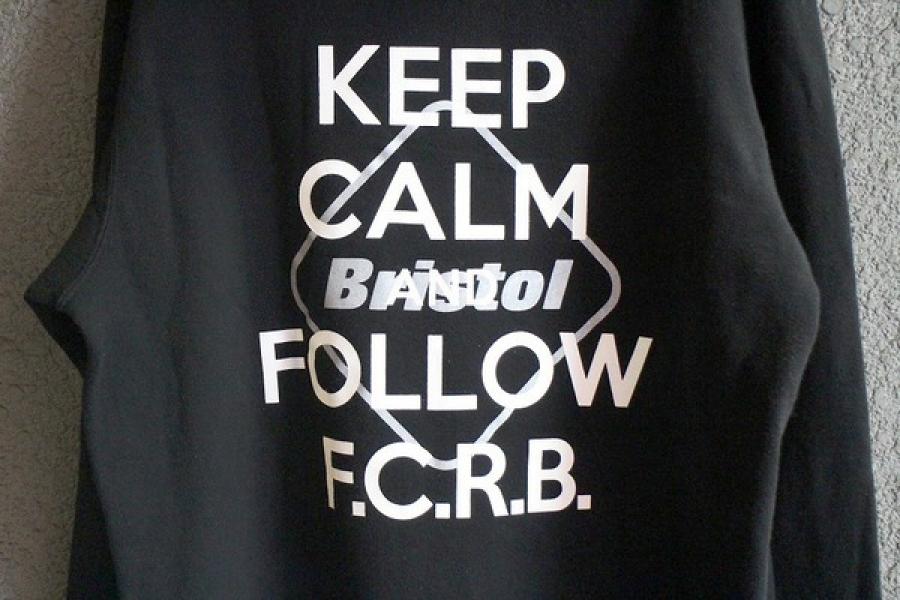 KEEP
CALM
Bristol
AND
FOLLOW
F.C.R.B.